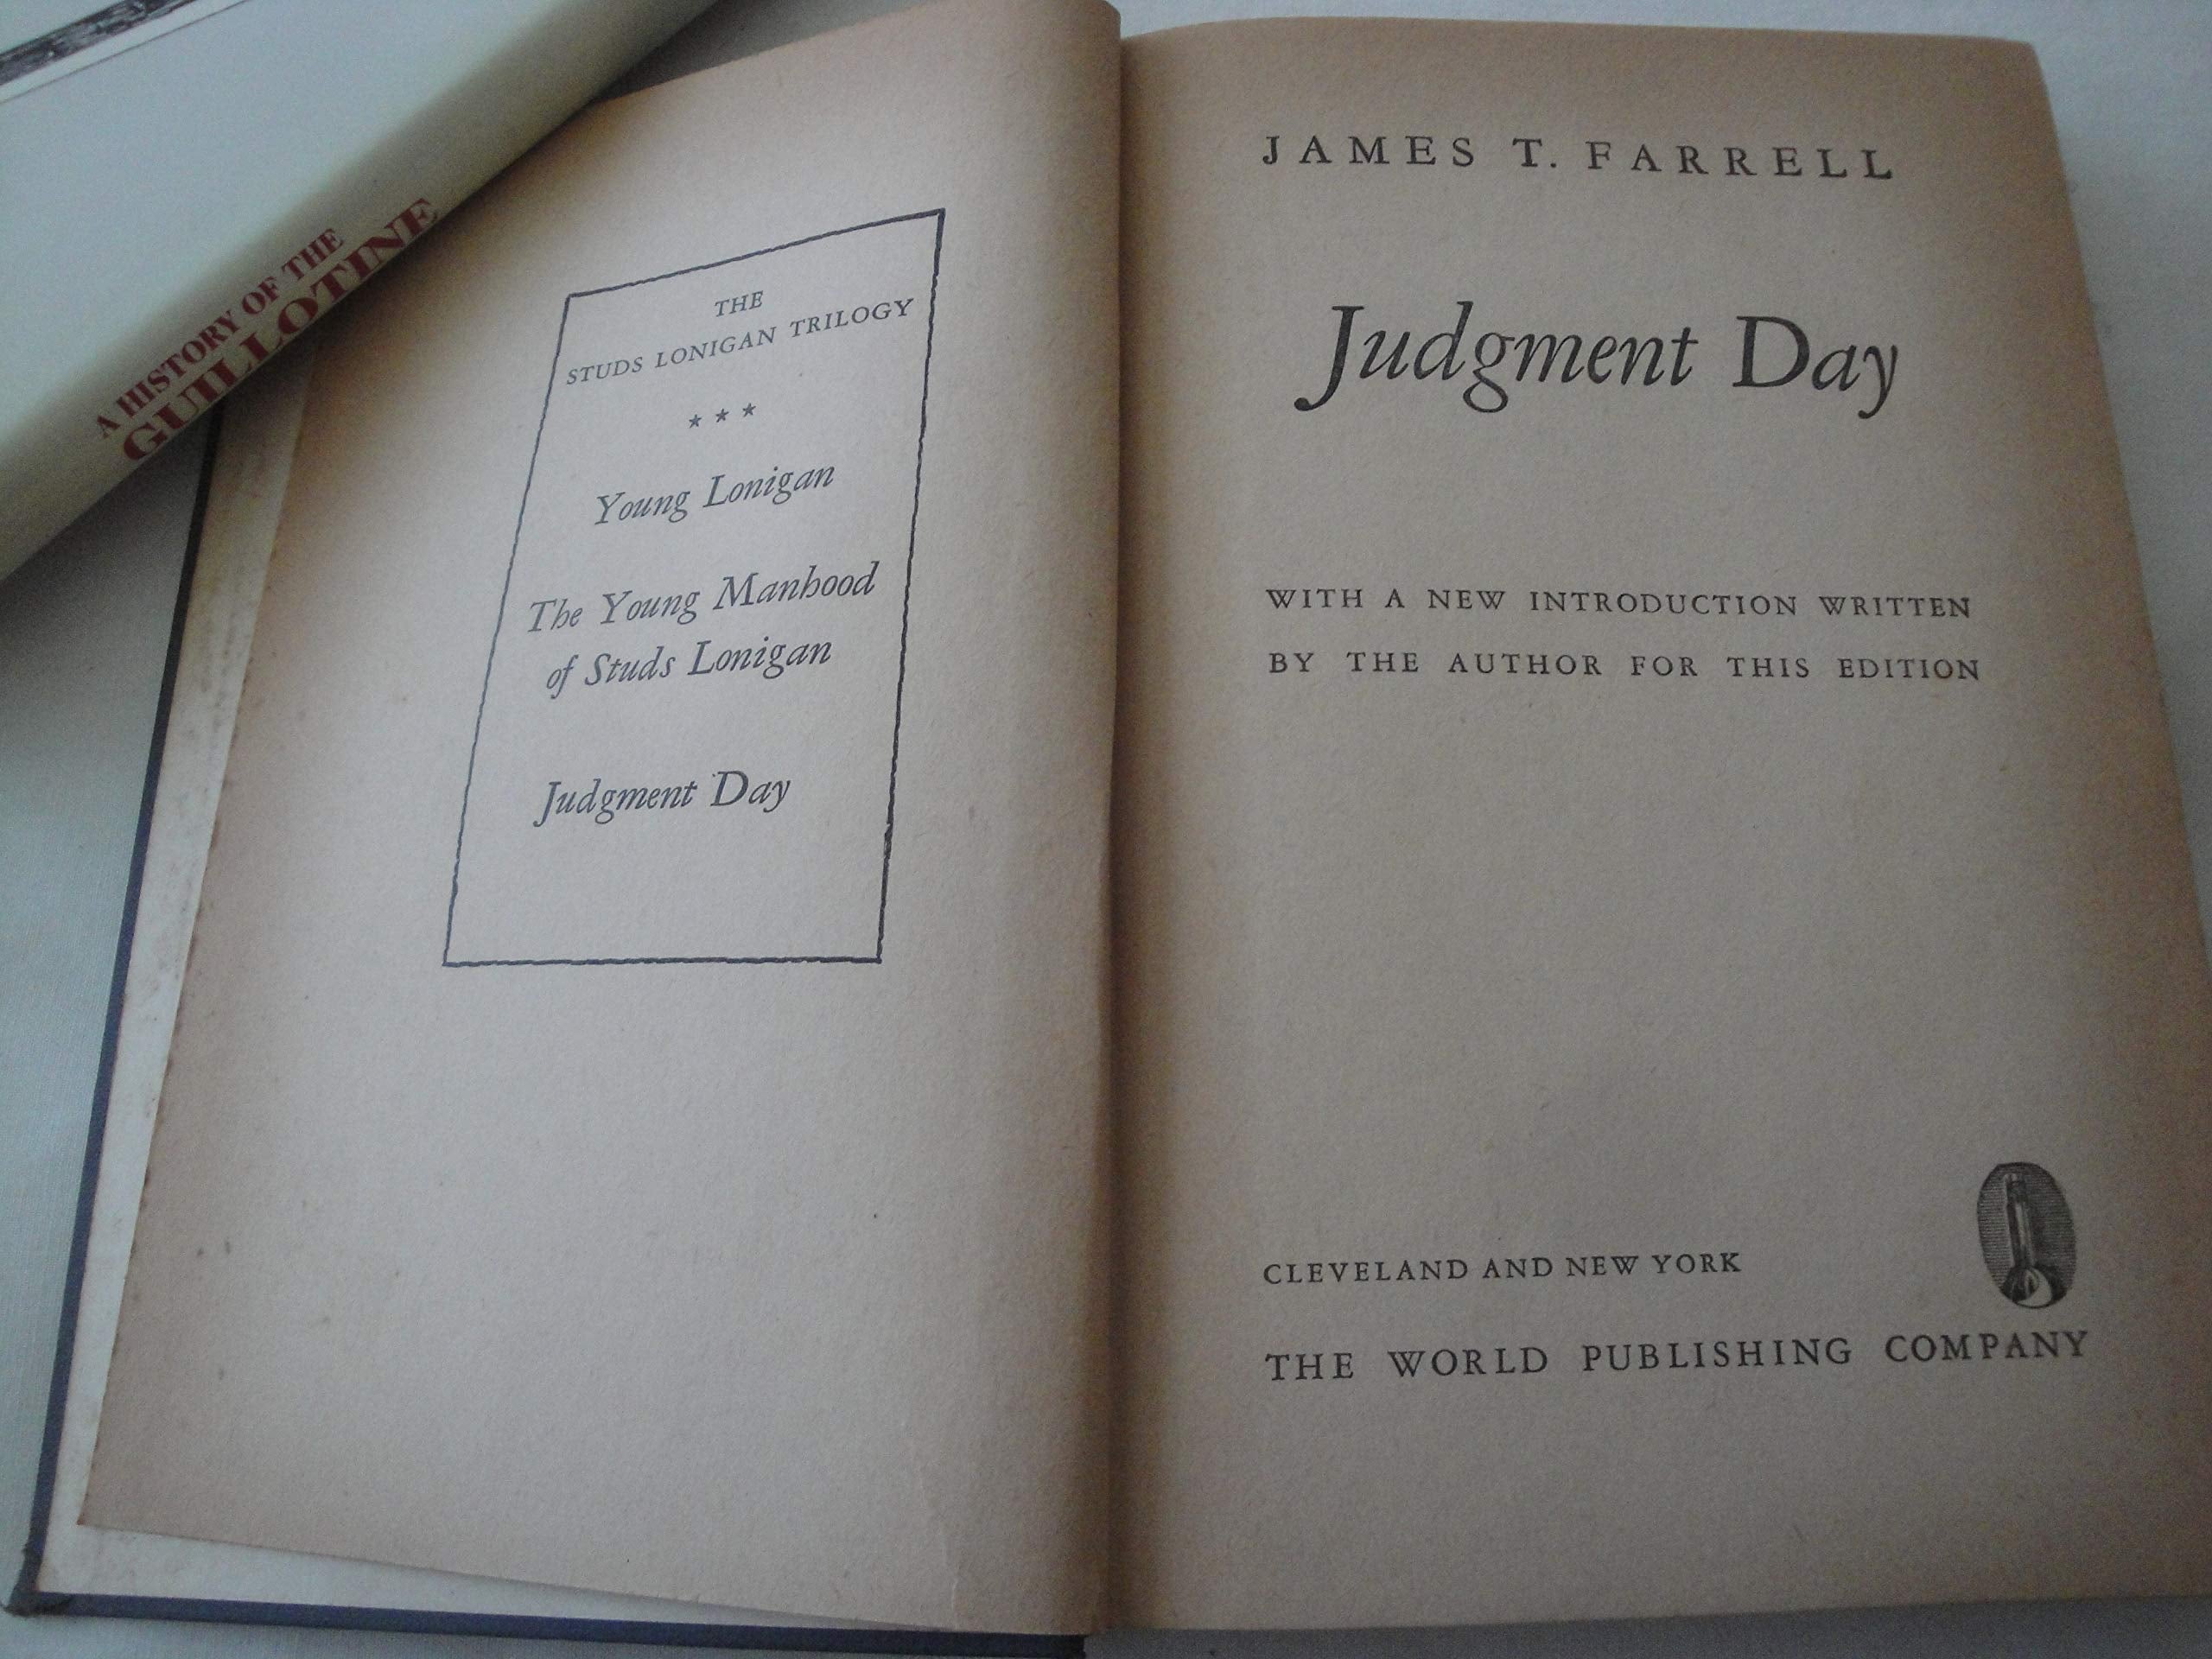 A HISTORY OF THE
GUILLOTINE
THE
STUDS LONIGAN TRILOGY
* * *
Young Lonigan
The Young Manhood
of Studs Lonigan
Judgment Day
JAMES T. FARRELL
Judgment Day
WITH A NEW INTRODUCTION WRITTEN
BY THE AUTHOR FOR THIS EDITION
CLEVELAND AND NEW YORK
THE WORLD PUBLISHING COMPANY